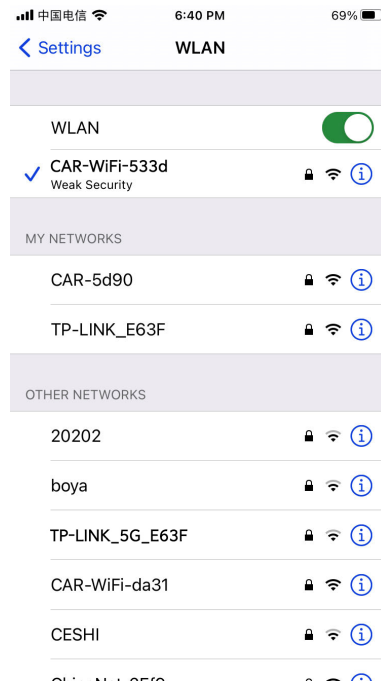 中国电信 6:40 PM 69%
Settings WLAN
WLAN
CAR-WiFi-533d
Weak Security
MY NETWORKS
CAR-5d90
TP-LINK_E63F
OTHER NETWORKS
20202
boya
TP-LINK_5G_E63F
CAR-WiFi-da31
CESHI